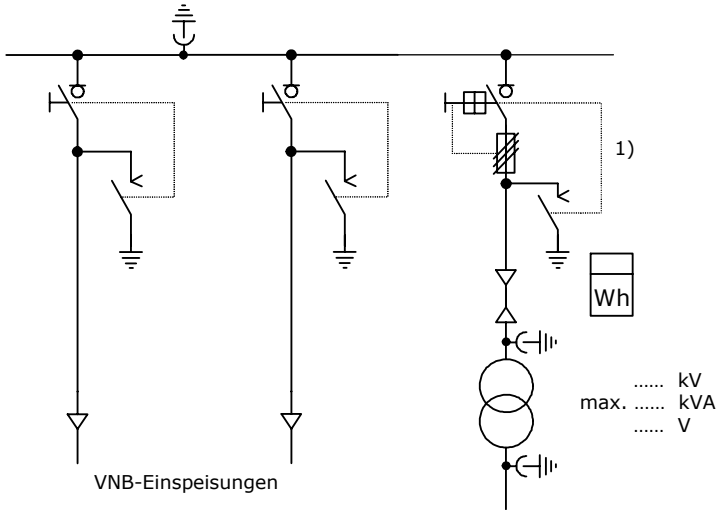 1)
Wh
...... kV
max. ...... kVA
...... V
VNB-Einspeisungen